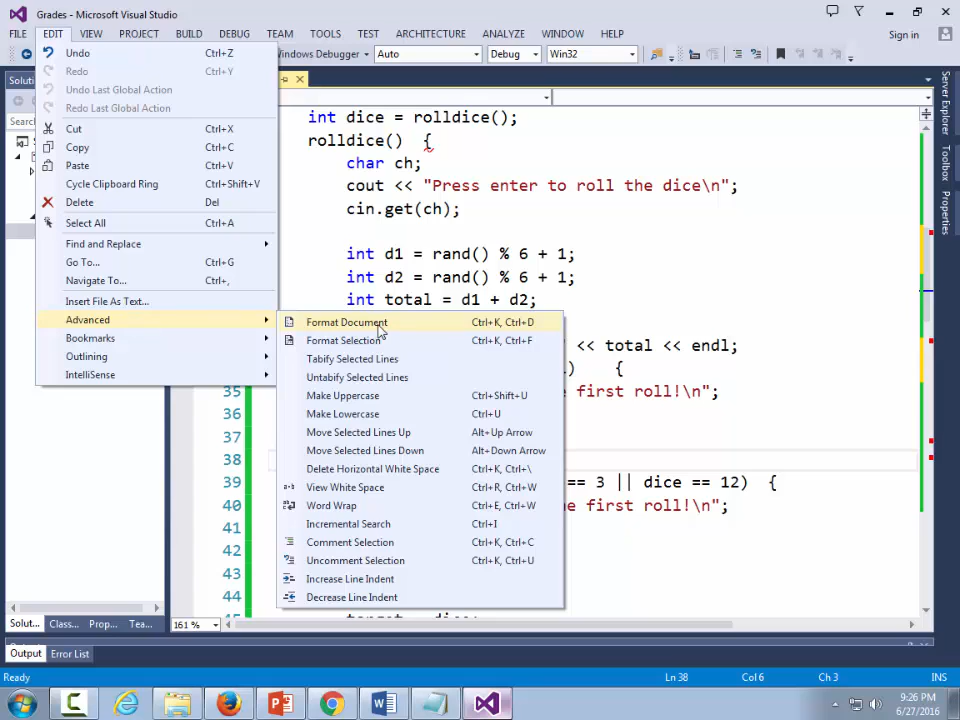 Grades - Microsoft Visual Studio
FILE EDIT VIEW PROJECT BUILD DEBUG TEAM TOOLS TEST ARCHITECTURE ANALYZE WINDOW HELP Sign in
Windows Debugger Auto Debug Win32
Undo Ctrl+Z
Redo Ctrl+Y
Undo Last Global Action
Redo Last Global Action
Cut Ctrl+X
Copy Ctrl+C
Paste Ctrl+V
Cycle Clipboard Ring Ctrl+Shift+V
Delete Del
Select All Ctrl+A
Find and Replace
Go To... Ctrl+G
Navigate To... Ctrl+,
Insert File As Text...
Advanced
Bookmarks
Outlining
IntelliSense
Format Document Ctrl+K, Ctrl+D
Format Selection Ctrl+K, Ctrl+F
Tabify Selected Lines
Untabify Selected Lines
Make Uppercase Ctrl+Shift+U
Make Lowercase Ctrl+U
Move Selected Lines Up Alt+Up Arrow
Move Selected Lines Down Alt+Down Arrow
Delete Horizontal White Space Ctrl+K, Ctrl+\
View White Space Ctrl+R, Ctrl+W
Word Wrap Ctrl+E, Ctrl+W
Incremental Search Ctrl+I
Comment Selection Ctrl+K, Ctrl+C
Uncomment Selection Ctrl+K, Ctrl+U
Increase Line Indent
Decrease Line Indent
Solu
Sear
int dice = rolldice();
rolldice() {
char ch;
cout << "Press enter to roll the dice\n";
cin.get(ch);
int d1 = rand() % 6 + 1;
int d2 = rand() % 6 + 1;
int total = d1 + d2;
<< total << endl;
) {
35 e first roll!\n";
36
37
38
39 == 3 || dice == 12) {
40 e first roll!\n";
41
42
43
44
Server Explorer
Toolbox
Properties
Solut... Class... Prop... Tea... 161 %
Output Error List
Ready Ln 38 Col 6 Ch 3 INS
9:26 PM
6/27/2016